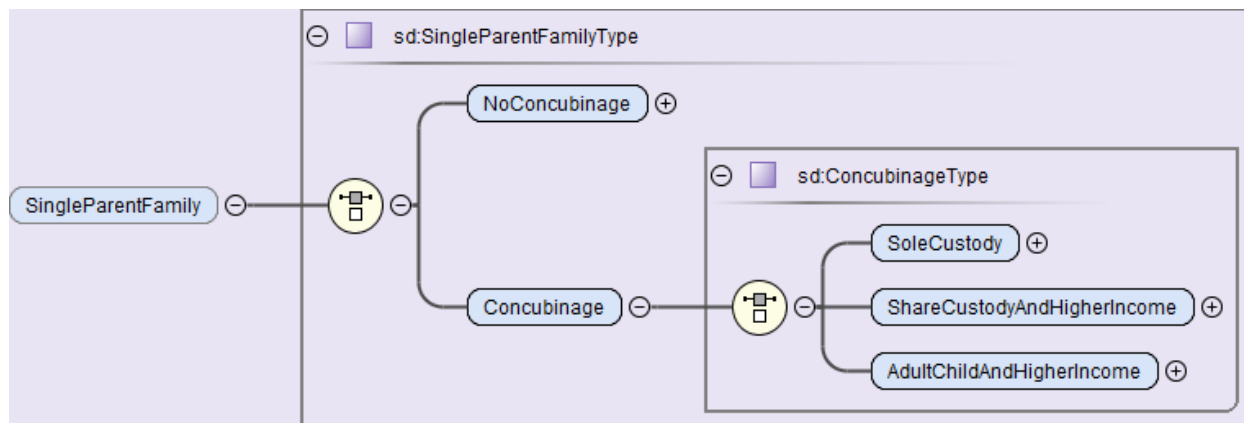 sd:SingleParentFamilyType
NoConcubinage
sd:ConcubinageType
SingleParentFamily
SoleCustody
Concubinage
ShareCustodyAndHigherIncome
AdultChildAndHigherIncome